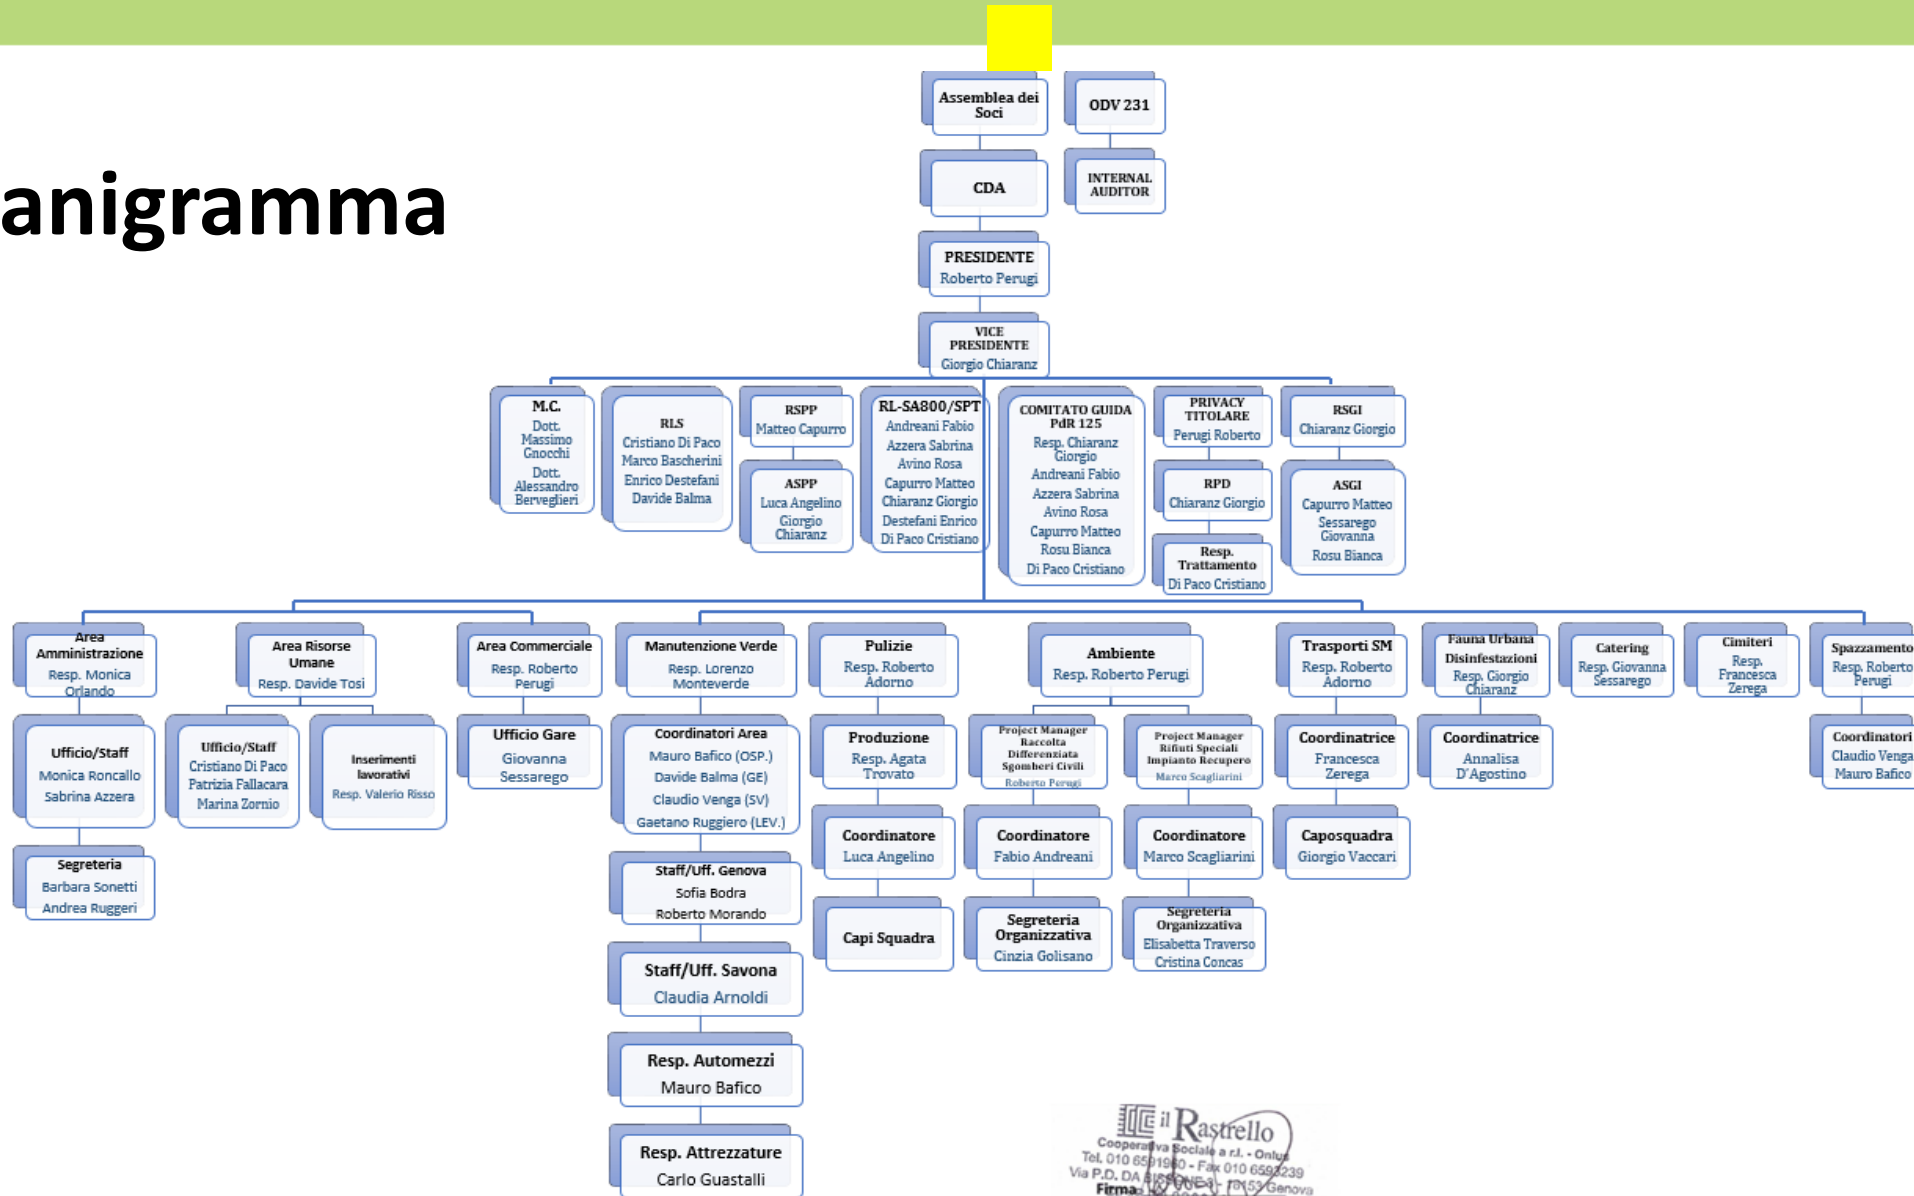 anigramma
Assemblea dei
Soci
ODV 231
CDA
INTERNAL
AUDITOR
PRESIDENTE
Roberto Perugi
VICE
PRESIDENTE
Giorgio Chiaranz
M.C.
Dott.
Massimo
Gnocchi
Dott.
Alessandro
Berveglieri
RLS
Cristiano Di Paco
Marco Bascherini
Enrico Destefani
Davide Balma
RSPP
Matteo Capurro
ASPP
Luca Angelino
Giorgio
Chiaranz
RL-SA800/SPT
Andreani Fabio
Azzera Sabrina
Avino Rosa
Capurro Matteo
Chiaranz Giorgio
Destefani Enrico
Di Paco Cristiano
COMITATO GUIDA
PdR 125
Resp. Chiaranz
Giorgio
Andreani Fabio
Azzera Sabrina
Avino Rosa
Capurro Matteo
Rosu Bianca
Di Paco Cristiano
PRIVACY
TITOLARE
Perugi Roberto
RPD
Chiaranz Giorgio
Resp.
Trattamento
Di Paco Cristiano
RSGI
Chiaranz Giorgio
ASGI
Capurro Matteo
Sessarego
Giovanna
Rosu Bianca
Area
Amministrazione
Resp. Monica
Orlando
Ufficio/Staff
Monica Roncallo
Sabrina Azzera
Segreteria
Barbara Sonetti
Andrea Ruggeri
Area Risorse
Umane
Resp. Davide Tosi
Ufficio/Staff
Cristiano Di Paco
Patrizia Fallacara
Marina Zornio
Inserimenti
lavorativi
Resp. Valerio Risso
Area Commerciale
Resp. Roberto
Perugi
Ufficio Gare
Giovanna
Sessarego
Manutenzione Verde
Resp. Lorenzo
Monteverde
Coordinatori Area
Mauro Bafico (OSP.)
Davide Balma (GE)
Claudio Venga (SV)
Gaetano Ruggiero (LEV.)
Staff/Uff. Genova
Sofia Bodra
Roberto Morando
Staff/Uff. Savona
Claudia Arnoldi
Resp. Automezzi
Mauro Bafico
Resp. Attrezzature
Carlo Guastalli
Pulizie
Resp. Roberto
Adorno
Produzione
Resp. Agata
Trovato
Coordinatore
Luca Angelino
Capi Squadra
Ambiente
Resp. Roberto Perugi
Project Manager
Raccolta
Differenziata
Sgomberi Civili
Roberto Perugi
Coordinatore
Fabio Andreani
Segreteria
Organizzativa
Cinzia Golisano
Project Manager
Rifiuti Speciali
Impianto Recupero
Marco Scagliarini
Coordinatore
Marco Scagliarini
Segreteria
Organizzativa
Elisabetta Traverso
Cristina Concas
Trasporti SM
Resp. Roberto
Adorno
Coordinatrice
Francesca
Zerega
Caposquadra
Giorgio Vaccari
Fauna Urbana
Disinfestazioni
Resp. Giorgio
Chiaranz
Coordinatrice
Annalisa
D'Agostino
Catering
Resp. Giovanna
Sessarego
Cimiteri
Resp.
Francesca
Zerega
Spazzamento
Resp. Roberto
Perugi
Coordinatori
Claudio Venga
Mauro Bafico
il Rastrello
Cooperativa Sociale a r.l. - Onlus
Tel. 010 6591960 - Fax 010 6593239
Via P.D. DA BISSONE - 16153 Genova
Firma